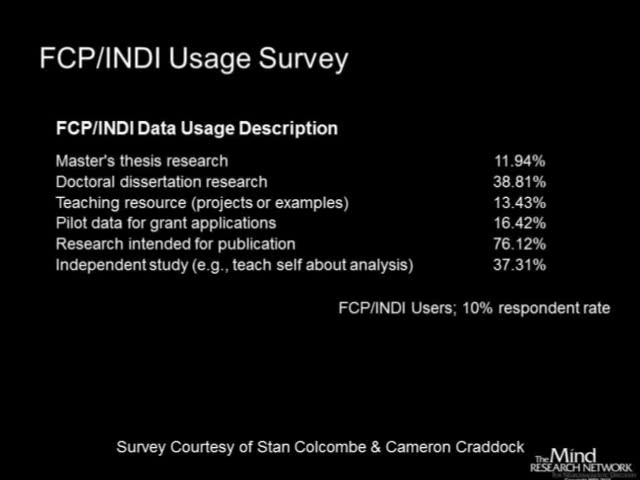 FCP/INDI Usage Survey
FCP/INDI Data Usage Description
Master's thesis research 11.94%
Doctoral dissertation research 38.81%
Teaching resource (projects or examples) 13.43%
Pilot data for grant applications 16.42%
Research intended for publication 76.12%
Independent study (e.g., teach self about analysis) 37.31%
FCP/INDI Users; 10% respondent rate
Survey Courtesy of Stan Colcombe & Cameron Craddock
The Mind
RESEARCH NETWORK